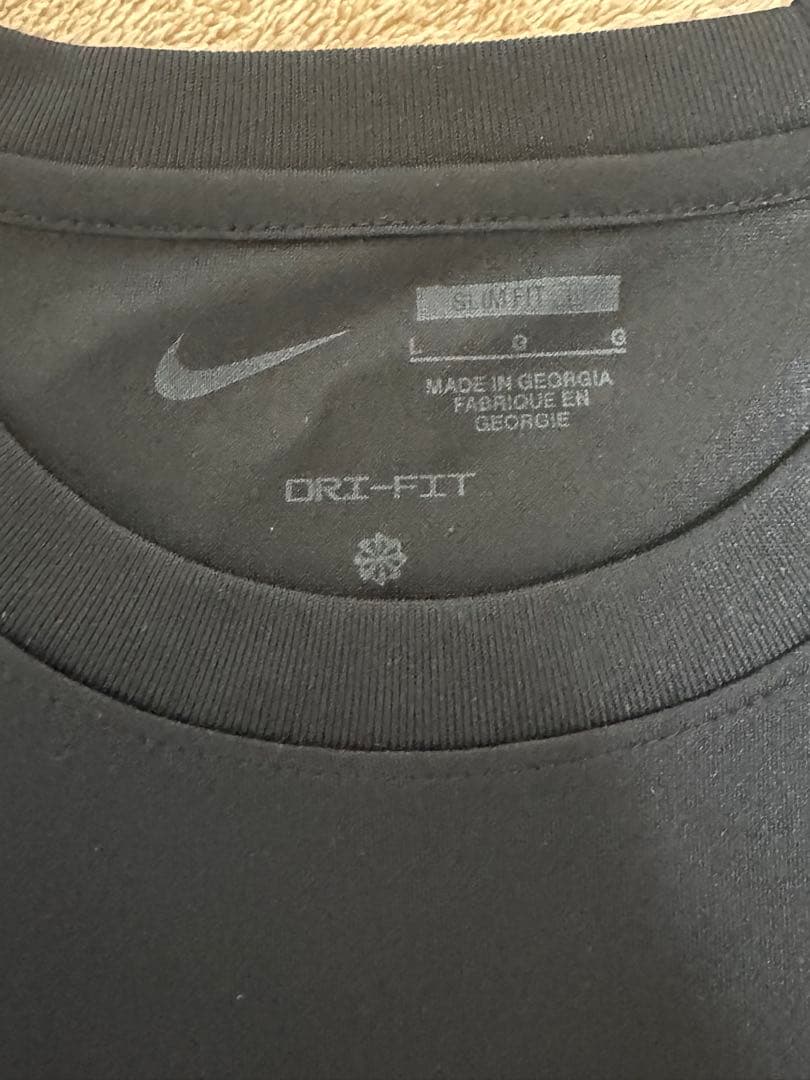 SLIM FIT
L G G
MADE IN GEORGIA
FABRIQUE EN
GEORGIE
DRI-FIT